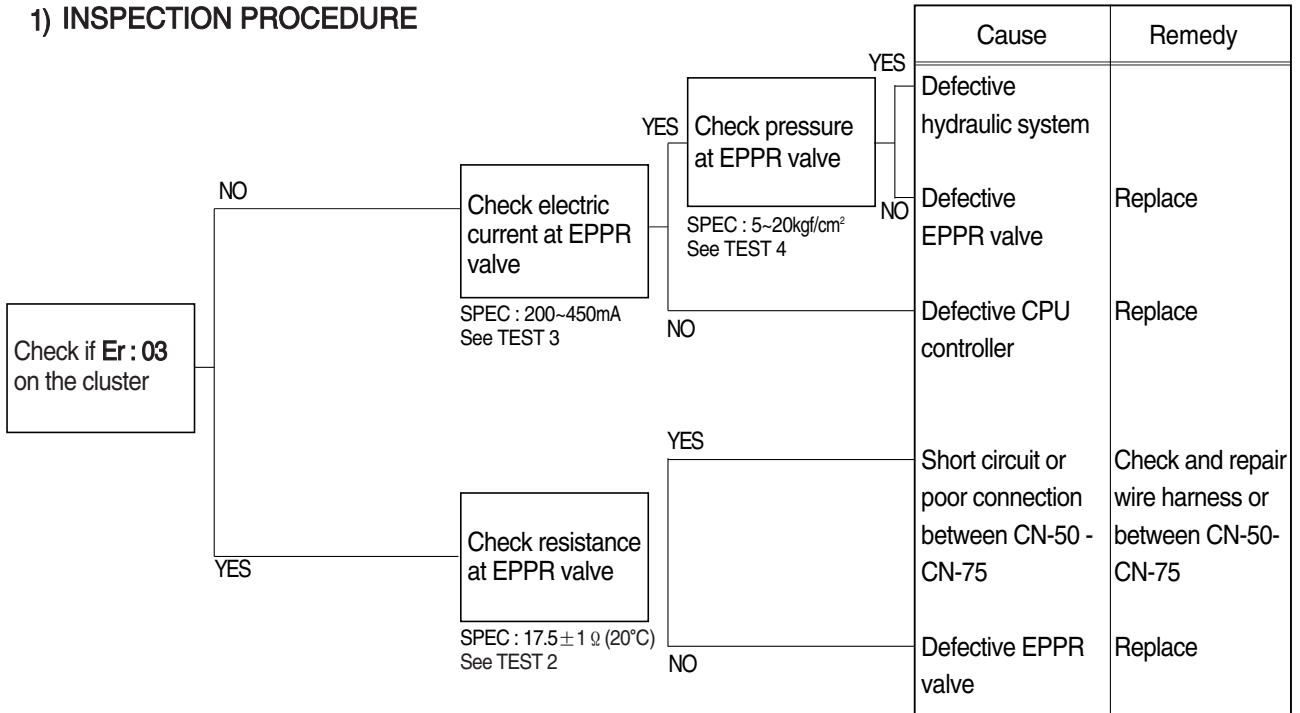 1) INSPECTION PROCEDURE
Cause
Remedy
YES
Defective
hydraulic system
YES
Check pressure
at EPPR valve
NO
Defective
EPPR valve
Replace
SPEC : 5~20kgf/cm²
See TEST 4
NO
Check electric
current at EPPR
valve
SPEC : 200~450mA
See TEST 3
NO
Defective CPU
controller
Replace
Check if Er : 03
on the cluster
YES
Short circuit or
poor connection
between CN-50 -
CN-75
Check and repair
wire harness or
between CN-50-
CN-75
YES
Check resistance
at EPPR valve
SPEC : 17.5±1 Ω (20°C)
See TEST 2
NO
Defective EPPR
valve
Replace